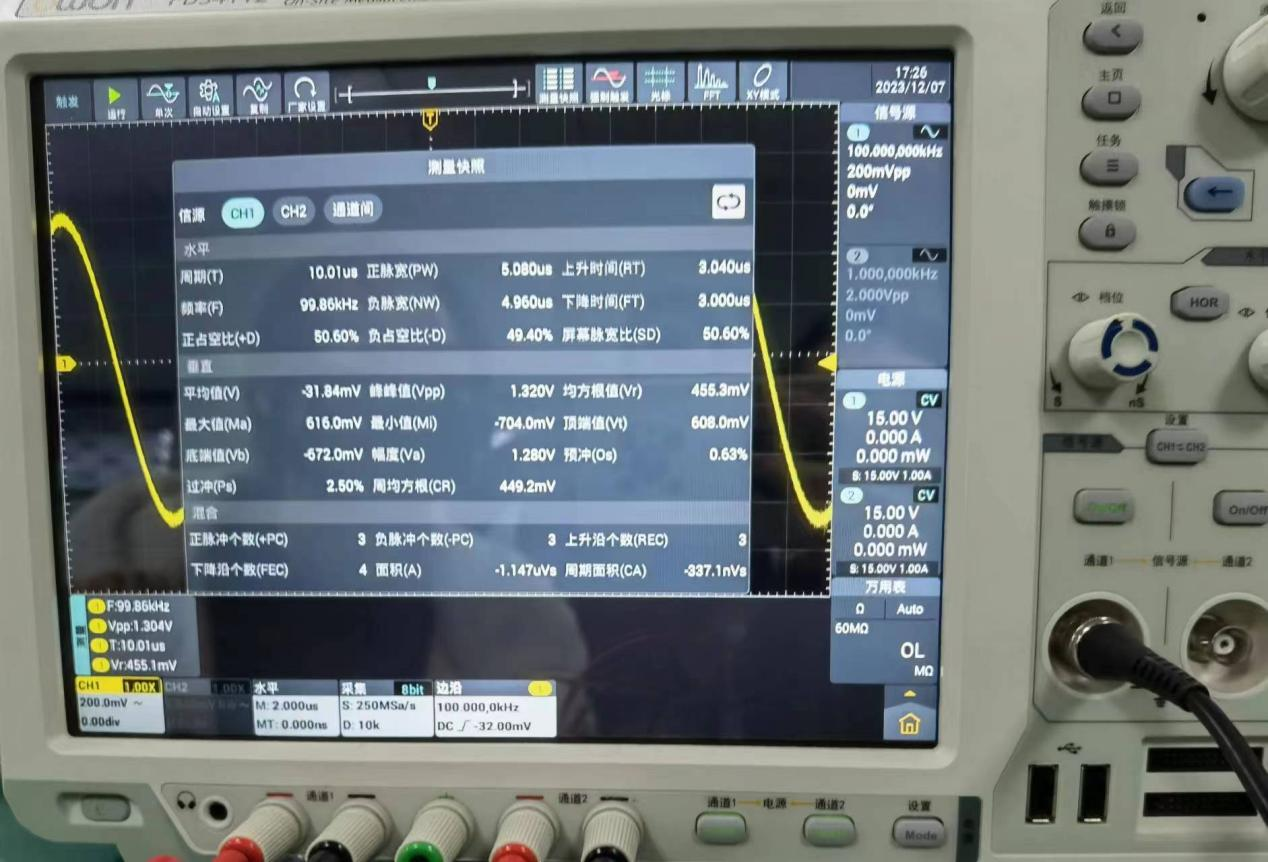 触发
运行
单次
自动设置
复制
厂家设置
测量快照
强制触发
光标
FFT
XY模式
17:26
2023/12/07
测量快照
信源 CH1 CH2 通道间
水平
周期(T) 10.01us 正脉宽(PW) 5.080us 上升时间(RT) 3.040us
频率(F) 99.86kHz 负脉宽(NW) 4.960us 下降时间(FT) 3.000us
正占空比(+D) 50.60% 负占空比(-D) 49.40% 屏幕脉宽比(SD) 50.60%
垂直
平均值(V) -31.84mV 峰峰值(Vpp) 1.320V 均方根值(Vr) 455.3mV
最大值(Ma) 616.0mV 最小值(Mi) -704.0mV 顶端值(Vt) 608.0mV
底端值(Vb) -672.0mV 幅度(Va) 1.280V 预冲(Os) 0.63%
过冲(Ps) 2.50% 周均方根(CR) 449.2mV
混合
正脉冲个数(+PC) 3 负脉冲个数(-PC) 3 上升沿个数(REC) 3
下降沿个数(FEC) 4 面积(A) -1.147uVs 周期面积(CA) -337.1nVs
T
1
信号源
1
100.000,000kHz
200mVpp
0mV
0.0°
2
1.000,000kHz
2.000Vpp
0mV
0.0°
电源
1 CV
15.00 V
0.000 A
0.000 mW
S: 15.00V 1.00A
2 CV
15.00 V
0.000 A
0.000 mW
S: 15.00V 1.00A
万用表
Ω Auto
60MΩ
OL
MΩ
1 F:99.86kHz
1 Vpp:1.304V
1 T:10.01us
1 Vr:455.1mV
CH1 1.00X
200.0mV ~
0.00div
CH2 1.00X
水平
M: 2.000us
MT: 0.000ns
采集 8bit
S: 250MSa/s
D: 10k
边沿 1
100.000,0kHz
DC -32.00mV
返回
主页
任务
触摸锁
档位
HOR
S nS
设置
CH1≒CH2
On/Off
On/Off
通道1 信号源 通道2
通道1
通道2
通道1 电源 通道2
设置
Mode